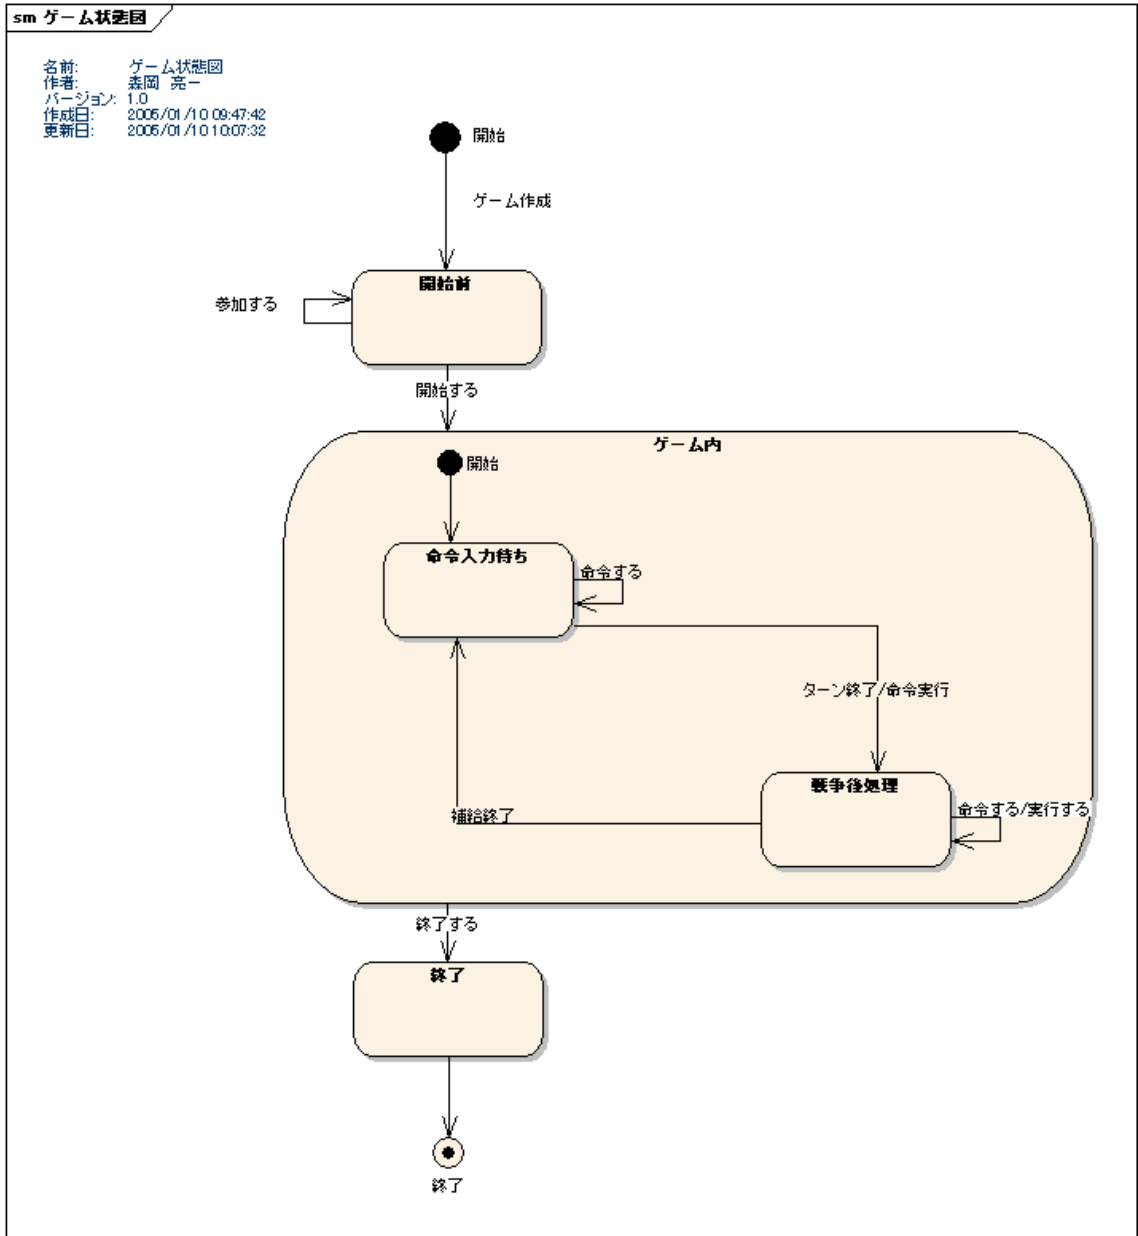 sm ゲーム状態図
名前: ゲーム状態図
作者: 森岡 亮一
バージョン: 1.0
作成日: 2005/01/10 09:47:42
更新日: 2005/01/10 10:07:32
開始
ゲーム作成
開始前
参加する
開始する
ゲーム内
開始
命令入力待ち
命令する
ターン終了/命令実行
戦争後処理
命令する/実行する
補給終了
終了する
終了
終了